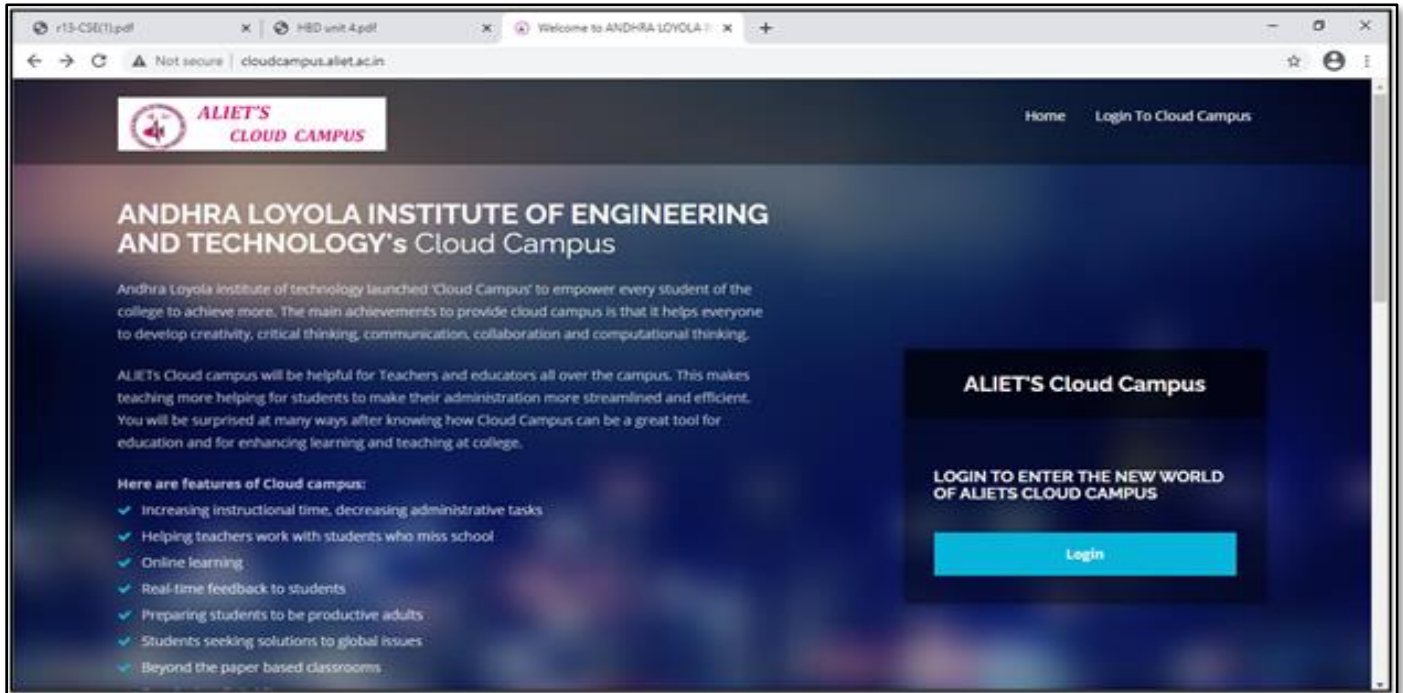 r13-CSE(1).pdf
HBD unit 4.pdf
Welcome to ANDHRA LOYOLA
Not secure | cloudcampus.aliet.ac.in
ALIET'S
CLOUD CAMPUS
Home
Login To Cloud Campus
ANDHRA LOYOLA INSTITUTE OF ENGINEERING
AND TECHNOLOGY's Cloud Campus
Andhra Loyola institute of technology launched 'Cloud Campus' to empower every student of the
college to achieve more. The main achievements to provide cloud campus is that it helps everyone
to develop creativity, critical thinking, communication, collaboration and computational thinking.
ALIETs Cloud campus will be helpful for Teachers and educators all over the campus. This makes
teaching more helping for students to make their administration more streamlined and efficient.
You will be surprised at many ways after knowing how Cloud Campus can be a great tool for
education and for enhancing learning and teaching at college.
Here are features of Cloud campus:
Increasing instructional time, decreasing administrative tasks
Helping teachers work with students who miss school
Online learning
Real-time feedback to students
Preparing students to be productive adults
Students seeking solutions to global issues
Beyond the paper based classrooms
ALIET'S Cloud Campus
LOGIN TO ENTER THE NEW WORLD
OF ALIETS CLOUD CAMPUS
Login